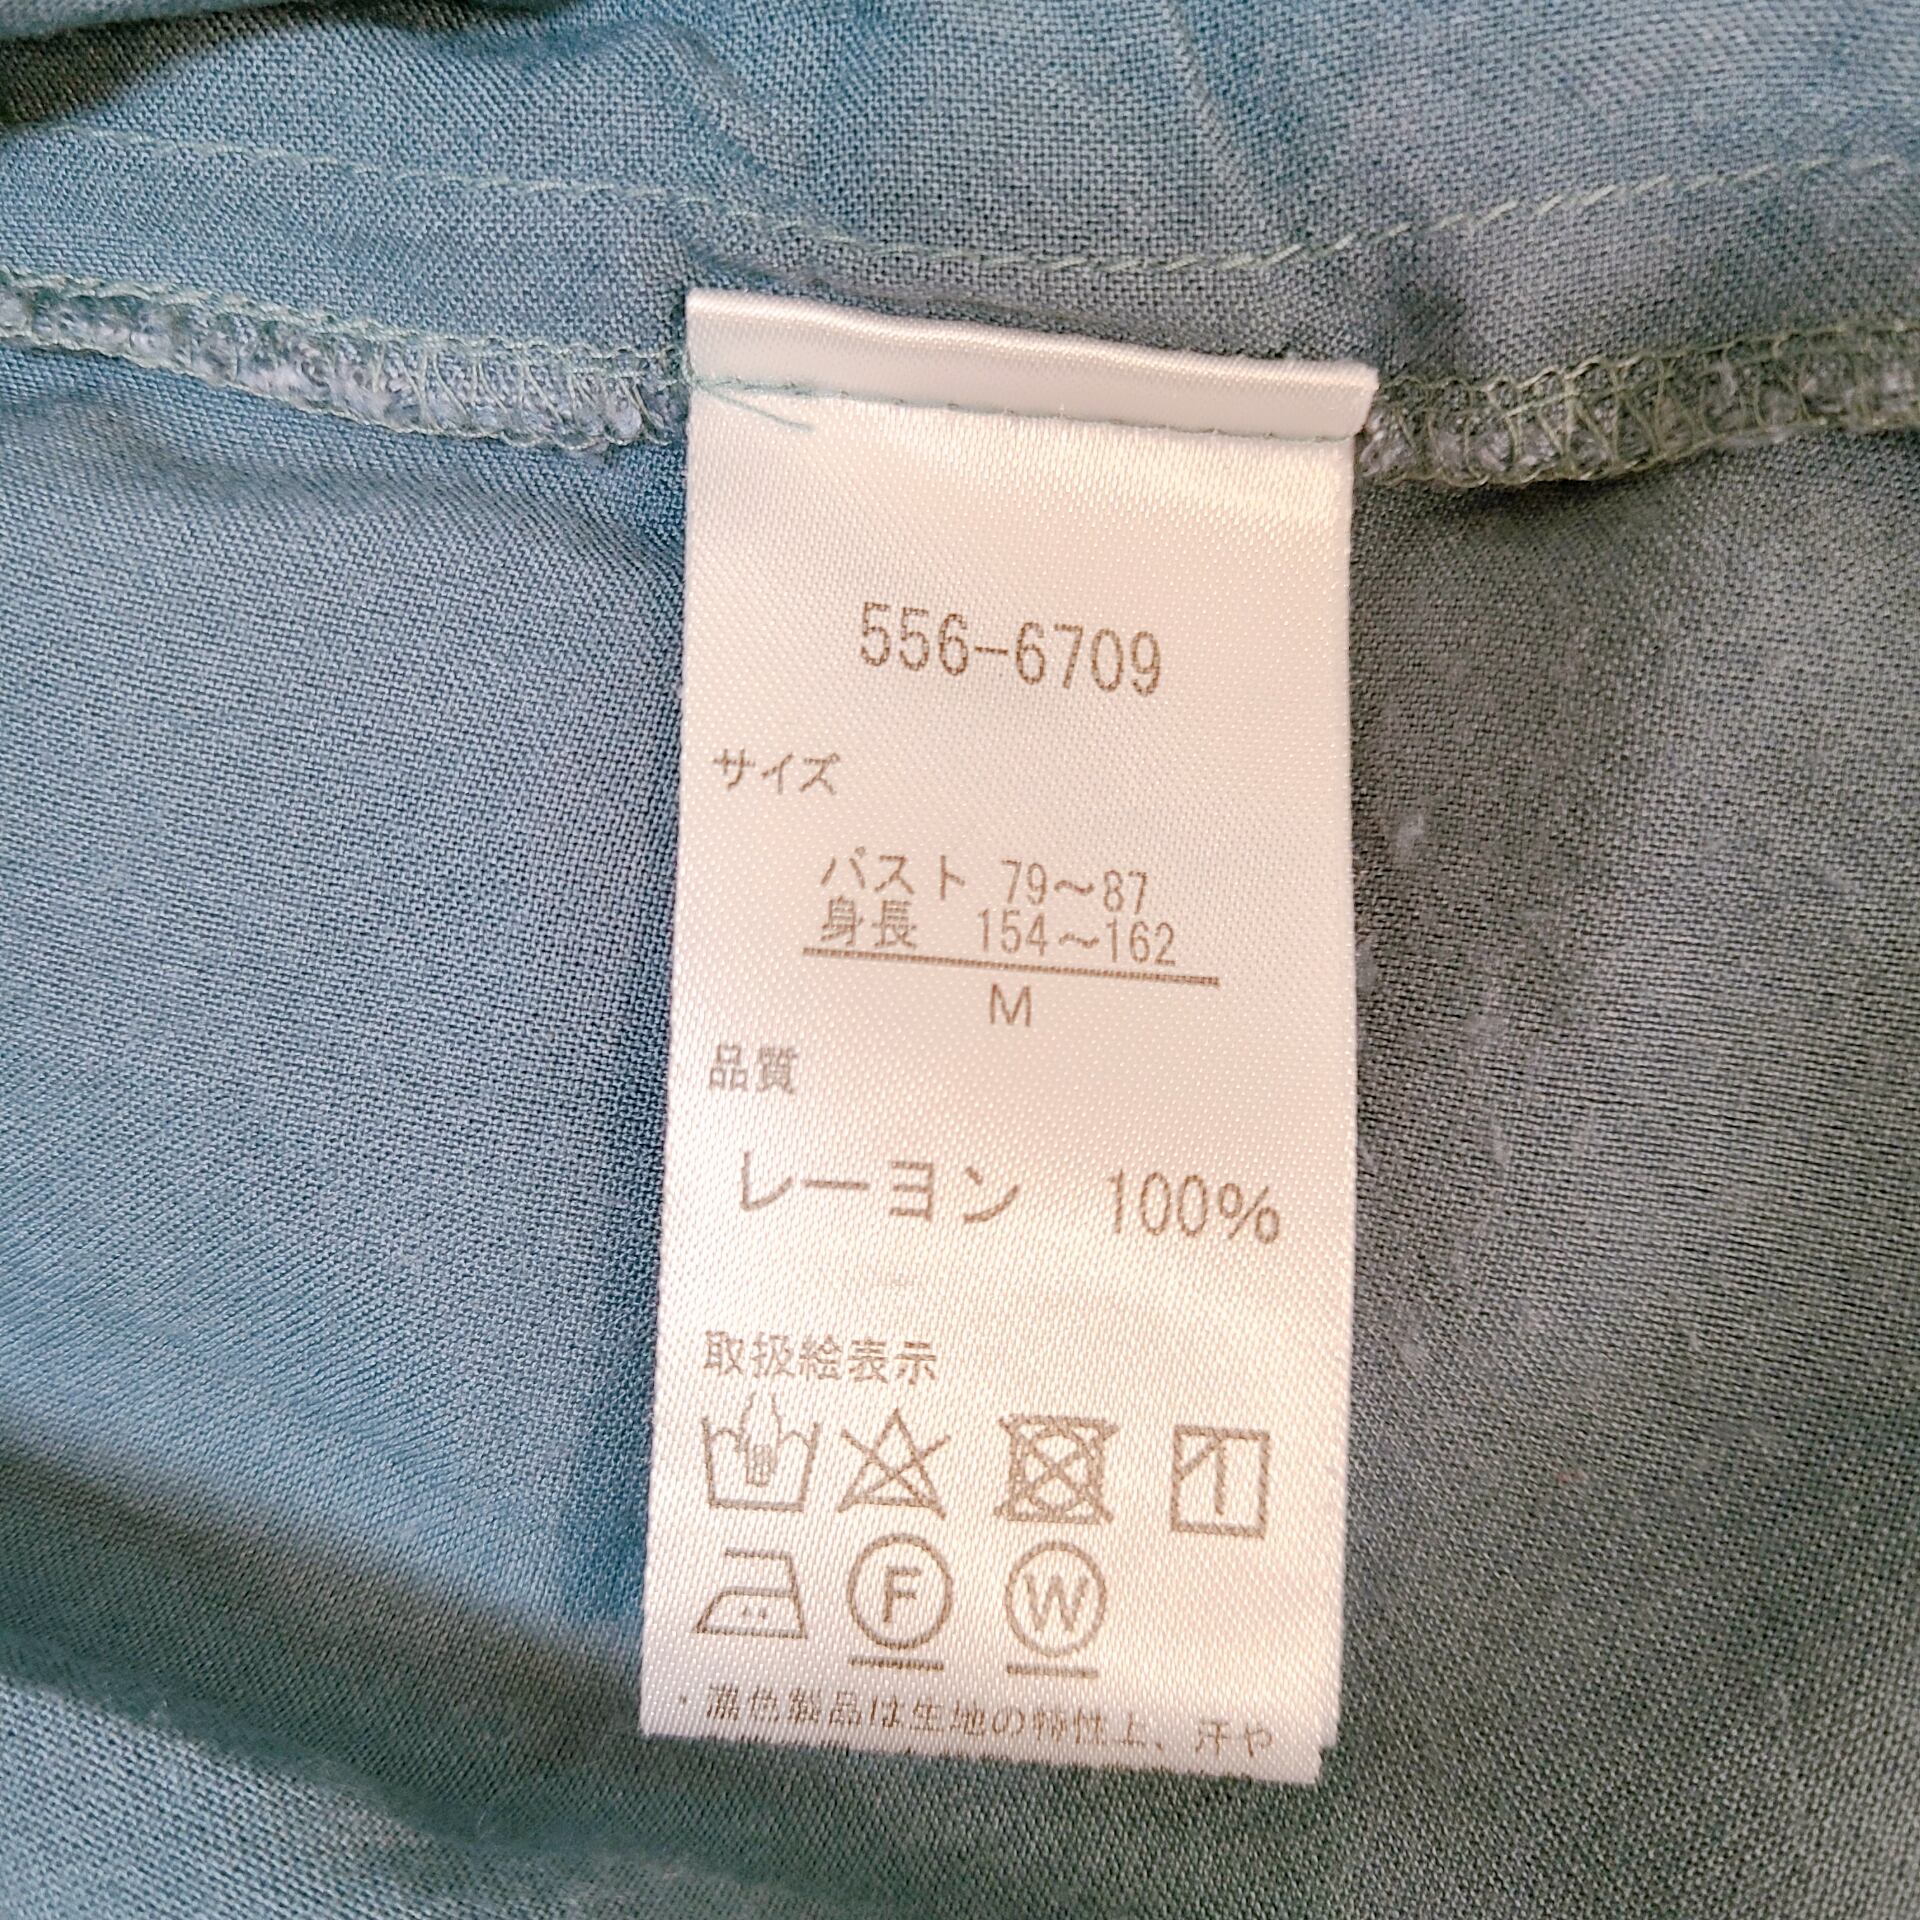 556-6709
サイズ
バスト 79～87
身長 154～162
M
品質
レーヨン 100%
取扱絵表示
F W
・濃色製品は生地の特性上、汗や